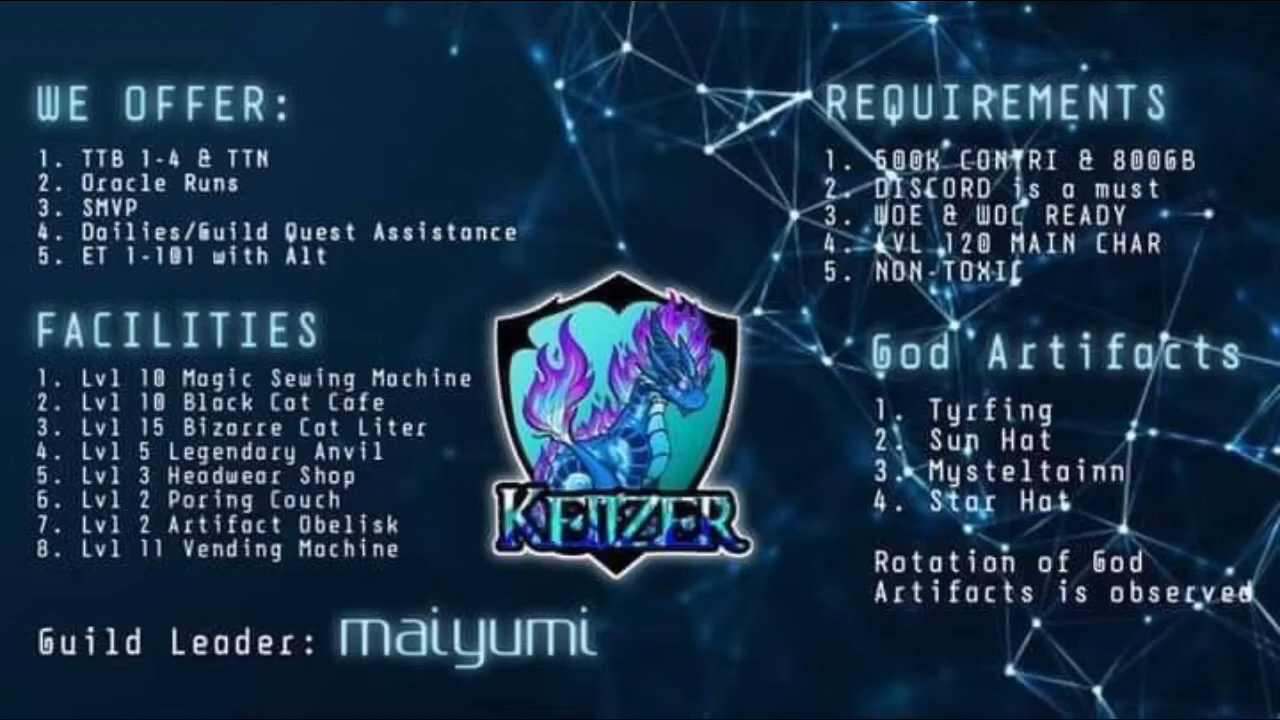 WE OFFER:
1. TTB 1-4 & TTN
2. Oracle Runs
3. SMVP
4. Dailies/Guild Quest Assistance
5. ET 1-101 with Alt
FACILITIES
1. Lvl 10 Magic Sewing Machine
2. Lvl 10 Black Cat Cafe
3. Lvl 15 Bizarre Cat Liter
4. Lvl 5 Legendary Anvil
5. Lvl 3 Headwear Shop
6. Lvl 2 Poring Couch
7. Lvl 2 Artifact Obelisk
8. Lvl 11 Vending Machine
Guild Leader: maiyumi
KEIZER
REQUIREMENTS
1. 500K CONTRI & 800GB
2. DISCORD is a must
3. WOE & WOC READY
4. LVL 120 MAIN CHAR
5. NON-TOXIC
God Artifacts
1. Tyrfing
2. Sun Hat
3. Mysteltainn
4. Star Hat
Rotation of God
Artifacts is observed